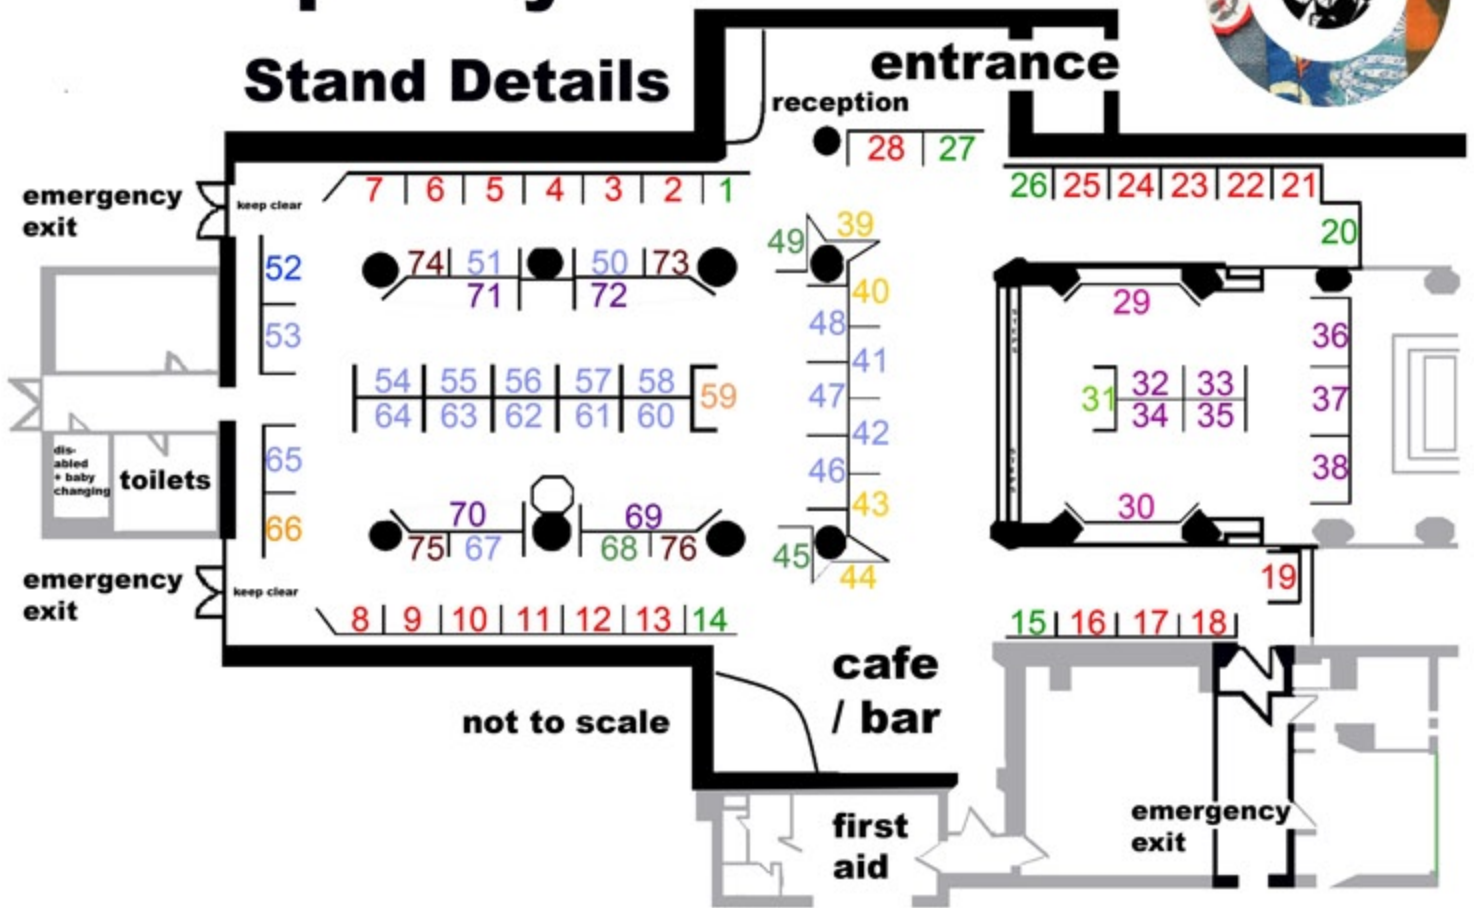 Stand Details
entrance
reception
28 27
emergency
exit
keep clear
7 6 5 4 3 2 1
26 25 24 23 22 21
20
52
53
74 51 50 73
71 72
49 39
40
48
41
47
42
46
43
45
44
29
36
37
38
31 32 33
34 35
30
54 55 56 57 58 59
64 63 62 61 60
dis-
abled
+ baby
changing
toilets
65
66
70 69
75 67 68 76
emergency
exit
keep clear
8 9 10 11 12 13 14
19
15 16 17 18
cafe
/ bar
not to scale
first
aid
emergency
exit